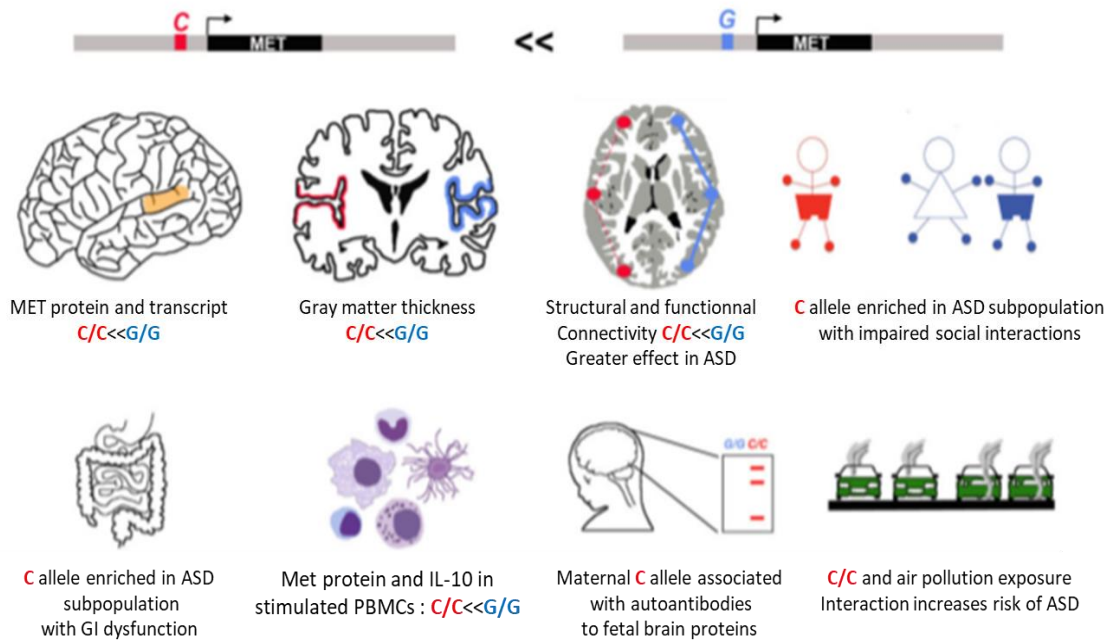 C
G
MET
<<
MET
MET protein and transcript
C/C<<G/G
Gray matter thickness
C/C<<G/G
Structural and functionnal
Connectivity C/C<<G/G
Greater effect in ASD
C allele enriched in ASD subpopulation
with impaired social interactions
G/G C/C
C allele enriched in ASD
subpopulation
with GI dysfunction
Met protein and IL-10 in
stimulated PBMCs : C/C<<G/G
Maternal C allele associated
with autoantibodies
to fetal brain proteins
C/C and air pollution exposure
Interaction increases risk of ASD